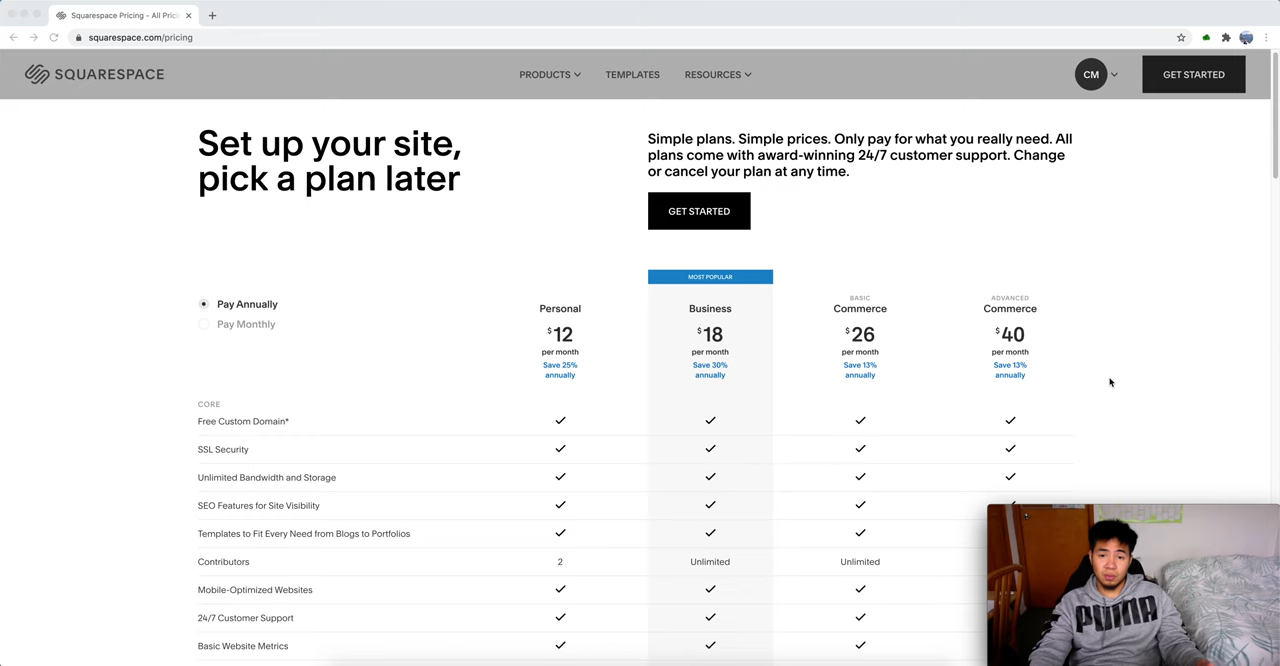 Squarespace Pricing - All Prici
squarespace.com/pricing
SQUARESPACE
PRODUCTS
TEMPLATES
RESOURCES
CM
GET STARTED
Set up your site,
pick a plan later
Simple plans. Simple prices. Only pay for what you really need. All
plans come with award-winning 24/7 customer support. Change
or cancel your plan at any time.
GET STARTED
MOST POPULAR
Pay Annually
Pay Monthly
Personal
$12
per month
Save 25%
annually
Business
$18
per month
Save 30%
annually
BASIC
Commerce
$26
per month
Save 13%
annually
ADVANCED
Commerce
$40
per month
Save 13%
annually
CORE
Free Custom Domain*
SSL Security
Unlimited Bandwidth and Storage
SEO Features for Site Visibility
Templates to Fit Every Need from Blogs to Portfolios
Contributors 2 Unlimited Unlimited
Mobile-Optimized Websites
24/7 Customer Support
Basic Website Metrics
PUMA